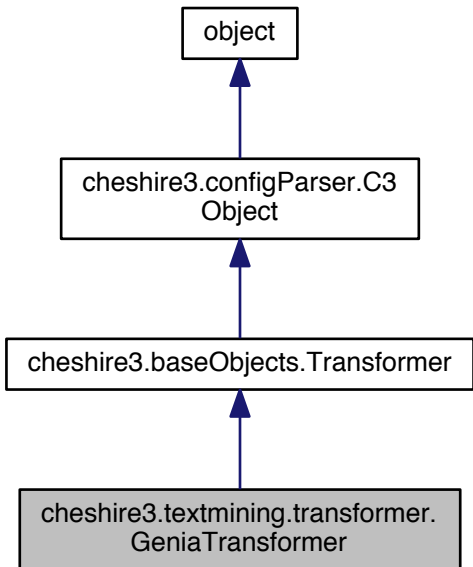 object
cheshire3.configParser.C3
Object
cheshire3.baseObjects.Transformer
cheshire3.textmining.transformer.
GeniaTransformer